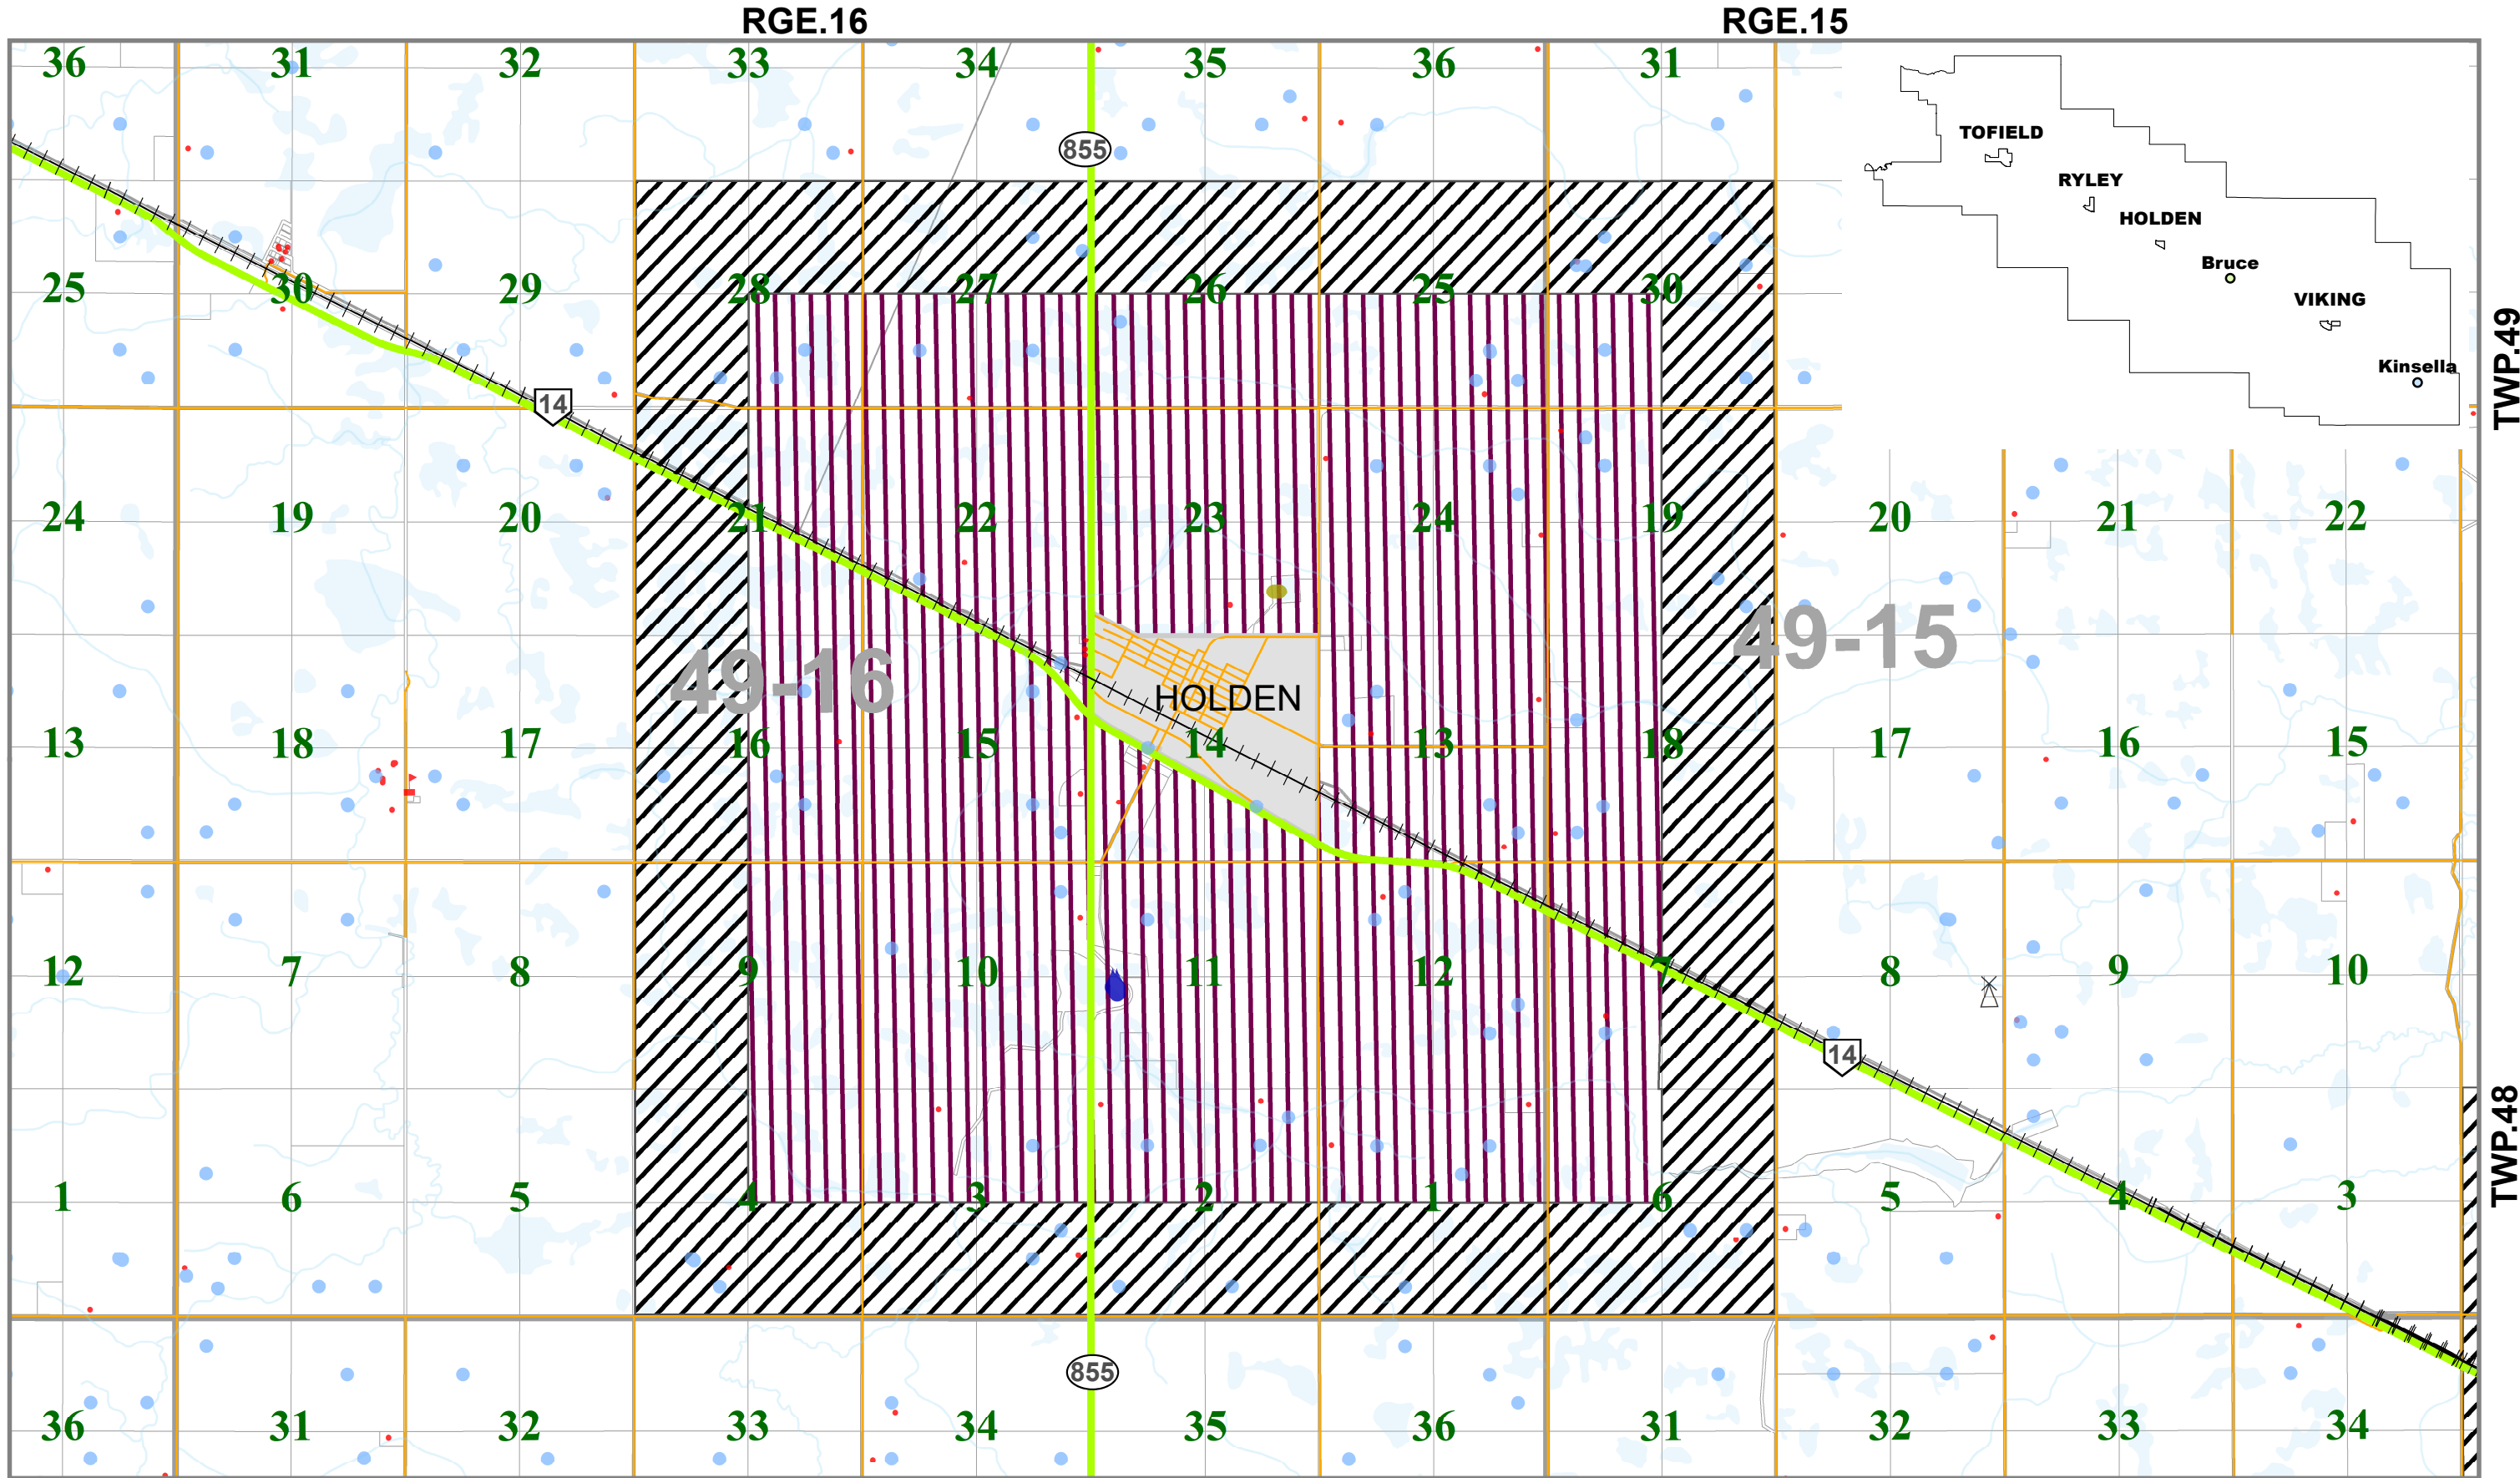 RGE.16 RGE.15
36 31 32 33 34 35 36 31
TOFIELD
855
RYLEY
HOLDEN
Bruce
25 30 29 28 27 26 25 30
VIKING
TWP.49
Kinsella
14
24 19 20 21 22 23 24 19 20 21 22
49-16 49-15
HOLDEN
13 18 17 16 15 14 13 18 17 16 15
12 7 8 9 10 11 12 7 8 9 10
14
TWP.48
1 6 5 4 3 2 1 6 5 4 3
855
36 31 32 33 34 35 36 31 32 33 34